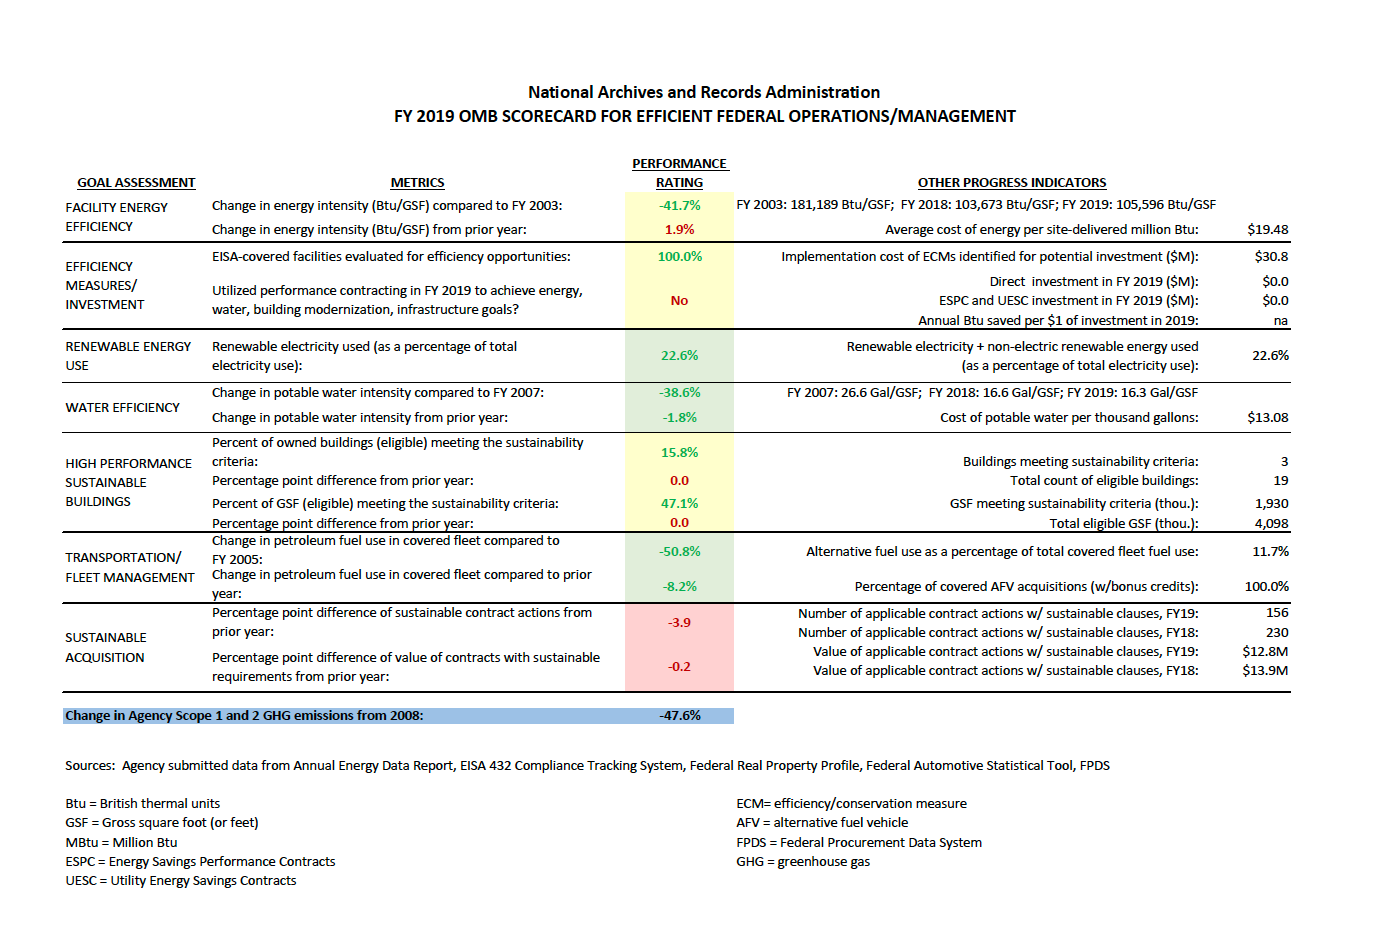 National Archives and Records Administration
FY 2019 OMB SCORECARD FOR EFFICIENT FEDERAL OPERATIONS/MANAGEMENT
GOAL ASSESSMENT
METRICS
PERFORMANCE
RATING
OTHER PROGRESS INDICATORS
FACILITY ENERGY
EFFICIENCY
Change in energy intensity (Btu/GSF) compared to FY 2003:
-41.7%
FY 2003: 181,189 Btu/GSF;  FY 2018: 103,673 Btu/GSF; FY 2019: 105,596 Btu/GSF
Change in energy intensity (Btu/GSF) from prior year:
1.9%
Average cost of energy per site-delivered million Btu:
$19.48
EFFICIENCY
MEASURES/
INVESTMENT
EISA-covered facilities evaluated for efficiency opportunities:
100.0%
Implementation cost of ECMs identified for potential investment ($M):
$30.8
Utilized performance contracting in FY 2019 to achieve energy,
water, building modernization, infrastructure goals?
No
Direct  investment in FY 2019 ($M):
$0.0
ESPC and UESC investment in FY 2019 ($M):
$0.0
Annual Btu saved per $1 of investment in 2019:
na
RENEWABLE ENERGY
USE
Renewable electricity used (as a percentage of total
electricity use):
22.6%
Renewable electricity + non-electric renewable energy used
(as a percentage of total electricity use):
22.6%
WATER EFFICIENCY
Change in potable water intensity compared to FY 2007:
-38.6%
FY 2007: 26.6 Gal/GSF;  FY 2018: 16.6 Gal/GSF; FY 2019: 16.3 Gal/GSF
Change in potable water intensity from prior year:
-1.8%
Cost of potable water per thousand gallons:
$13.08
HIGH PERFORMANCE
SUSTAINABLE
BUILDINGS
Percent of owned buildings (eligible) meeting the sustainability
criteria:
15.8%
Buildings meeting sustainability criteria:
3
Percentage point difference from prior year:
0.0
Total count of eligible buildings:
19
Percent of GSF (eligible) meeting the sustainability criteria:
47.1%
GSF meeting sustainability criteria (thou.):
1,930
Percentage point difference from prior year:
0.0
Total eligible GSF (thou.):
4,098
TRANSPORTATION/
FLEET MANAGEMENT
Change in petroleum fuel use in covered fleet compared to
FY 2005:
-50.8%
Alternative fuel use as a percentage of total covered fleet fuel use:
11.7%
Change in petroleum fuel use in covered fleet compared to prior
year:
-8.2%
Percentage of covered AFV acquisitions (w/bonus credits):
100.0%
SUSTAINABLE
ACQUISITION
Percentage point difference of sustainable contract actions from
prior year:
-3.9
Number of applicable contract actions w/ sustainable clauses, FY19:
156
Number of applicable contract actions w/ sustainable clauses, FY18:
230
Percentage point difference of value of contracts with sustainable
requirements from prior year:
-0.2
Value of applicable contract actions w/ sustainable clauses, FY19:
$12.8M
Value of applicable contract actions w/ sustainable clauses, FY18:
$13.9M
Change in Agency Scope 1 and 2 GHG emissions from 2008:
-47.6%
Sources:  Agency submitted data from Annual Energy Data Report, EISA 432 Compliance Tracking System, Federal Real Property Profile, Federal Automotive Statistical Tool, FPDS
Btu = British thermal units
GSF = Gross square foot (or feet)
MBtu = Million Btu
ESPC = Energy Savings Performance Contracts
UESC = Utility Energy Savings Contracts
ECM= efficiency/conservation measure
AFV = alternative fuel vehicle
FPDS = Federal Procurement Data System
GHG = greenhouse gas